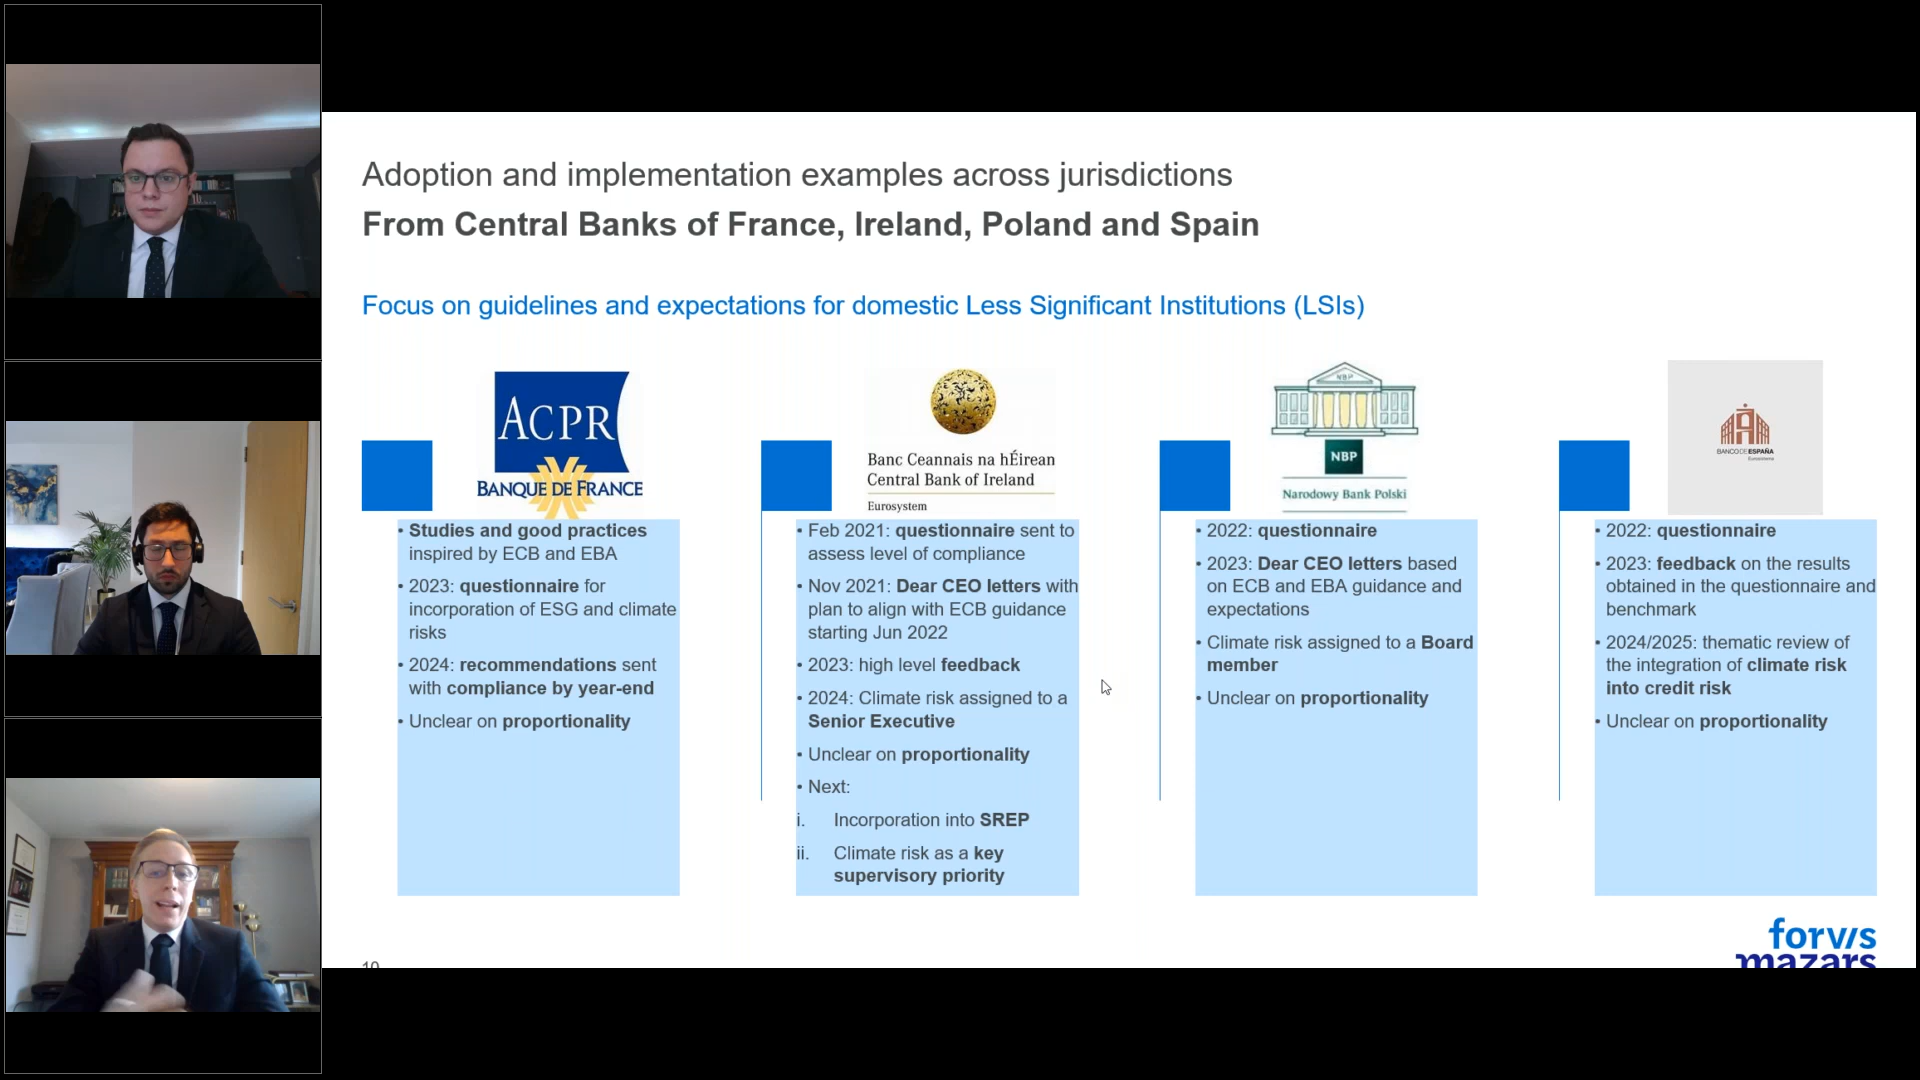 Adoption and implementation examples across jurisdictions
From Central Banks of France, Ireland, Poland and Spain
Focus on guidelines and expectations for domestic Less Significant Institutions (LSIs)
ACPR
BANQUE DE FRANCE
• Studies and good practices
inspired by ECB and EBA
• 2023: questionnaire for
incorporation of ESG and climate
risks
• 2024: recommendations sent
with compliance by year-end
• Unclear on proportionality
Banc Ceannais na hÉireann
Central Bank of Ireland
Eurosystem
• Feb 2021: questionnaire sent to
assess level of compliance
• Nov 2021: Dear CEO letters with
plan to align with ECB guidance
starting Jun 2022
• 2023: high level feedback
• 2024: Climate risk assigned to a
Senior Executive
• Unclear on proportionality
• Next:
i. Incorporation into SREP
ii. Climate risk as a key
supervisory priority
NBP
NBP
Narodowy Bank Polski
• 2022: questionnaire
• 2023: Dear CEO letters based
on ECB and EBA guidance and
expectations
• Climate risk assigned to a Board
member
• Unclear on proportionality
BANCO DE ESPAÑA
Eurosistema
• 2022: questionnaire
• 2023: feedback on the results
obtained in the questionnaire and
benchmark
• 2024/2025: thematic review of
the integration of climate risk
into credit risk
• Unclear on proportionality
10
forvis
mazars